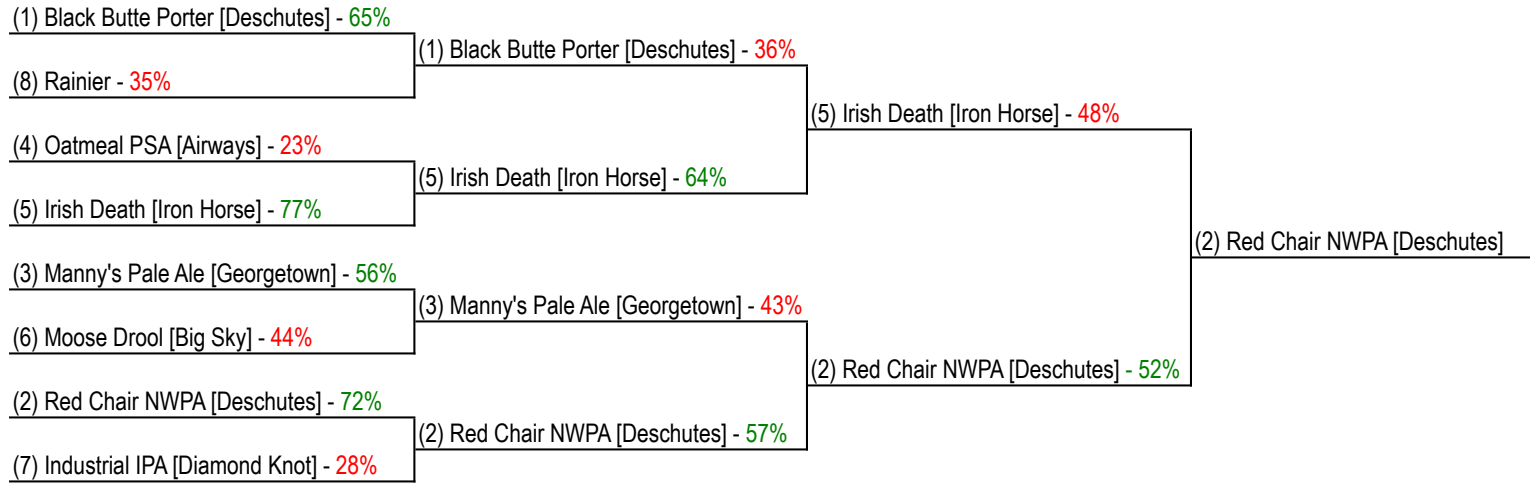 (1) Black Butte Porter [Deschutes] - 65%
(8) Rainier - 35%
(4) Oatmeal PSA [Airways] - 23%
(5) Irish Death [Iron Horse] - 77%
(3) Manny's Pale Ale [Georgetown] - 56%
(6) Moose Drool [Big Sky] - 44%
(2) Red Chair NWPA [Deschutes] - 72%
(7) Industrial IPA [Diamond Knot] - 28%
(1) Black Butte Porter [Deschutes] - 36%
(5) Irish Death [Iron Horse] - 64%
(3) Manny's Pale Ale [Georgetown] - 43%
(2) Red Chair NWPA [Deschutes] - 57%
(5) Irish Death [Iron Horse] - 48%
(2) Red Chair NWPA [Deschutes] - 52%
(2) Red Chair NWPA [Deschutes]